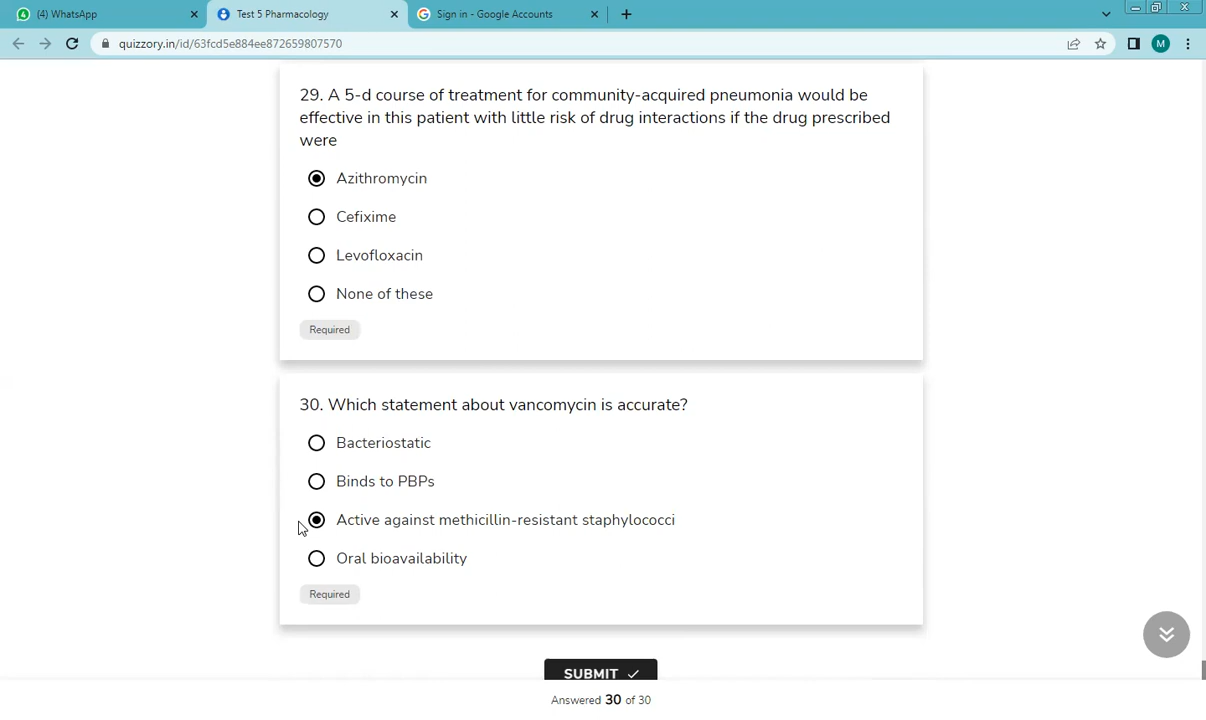 4 (4) WhatsApp
Test 5 Pharmacology
G Sign in - Google Accounts
quizzory.in/id/63fcd5e884ee872659807570
M
29. A 5-d course of treatment for community-acquired pneumonia would be
effective in this patient with little risk of drug interactions if the drug prescribed
were
Azithromycin
Cefixime
Levofloxacin
None of these
Required
30. Which statement about vancomycin is accurate?
Bacteriostatic
Binds to PBPs
Active against methicillin-resistant staphylococci
Oral bioavailability
Required
SUBMIT
Answered 30 of 30